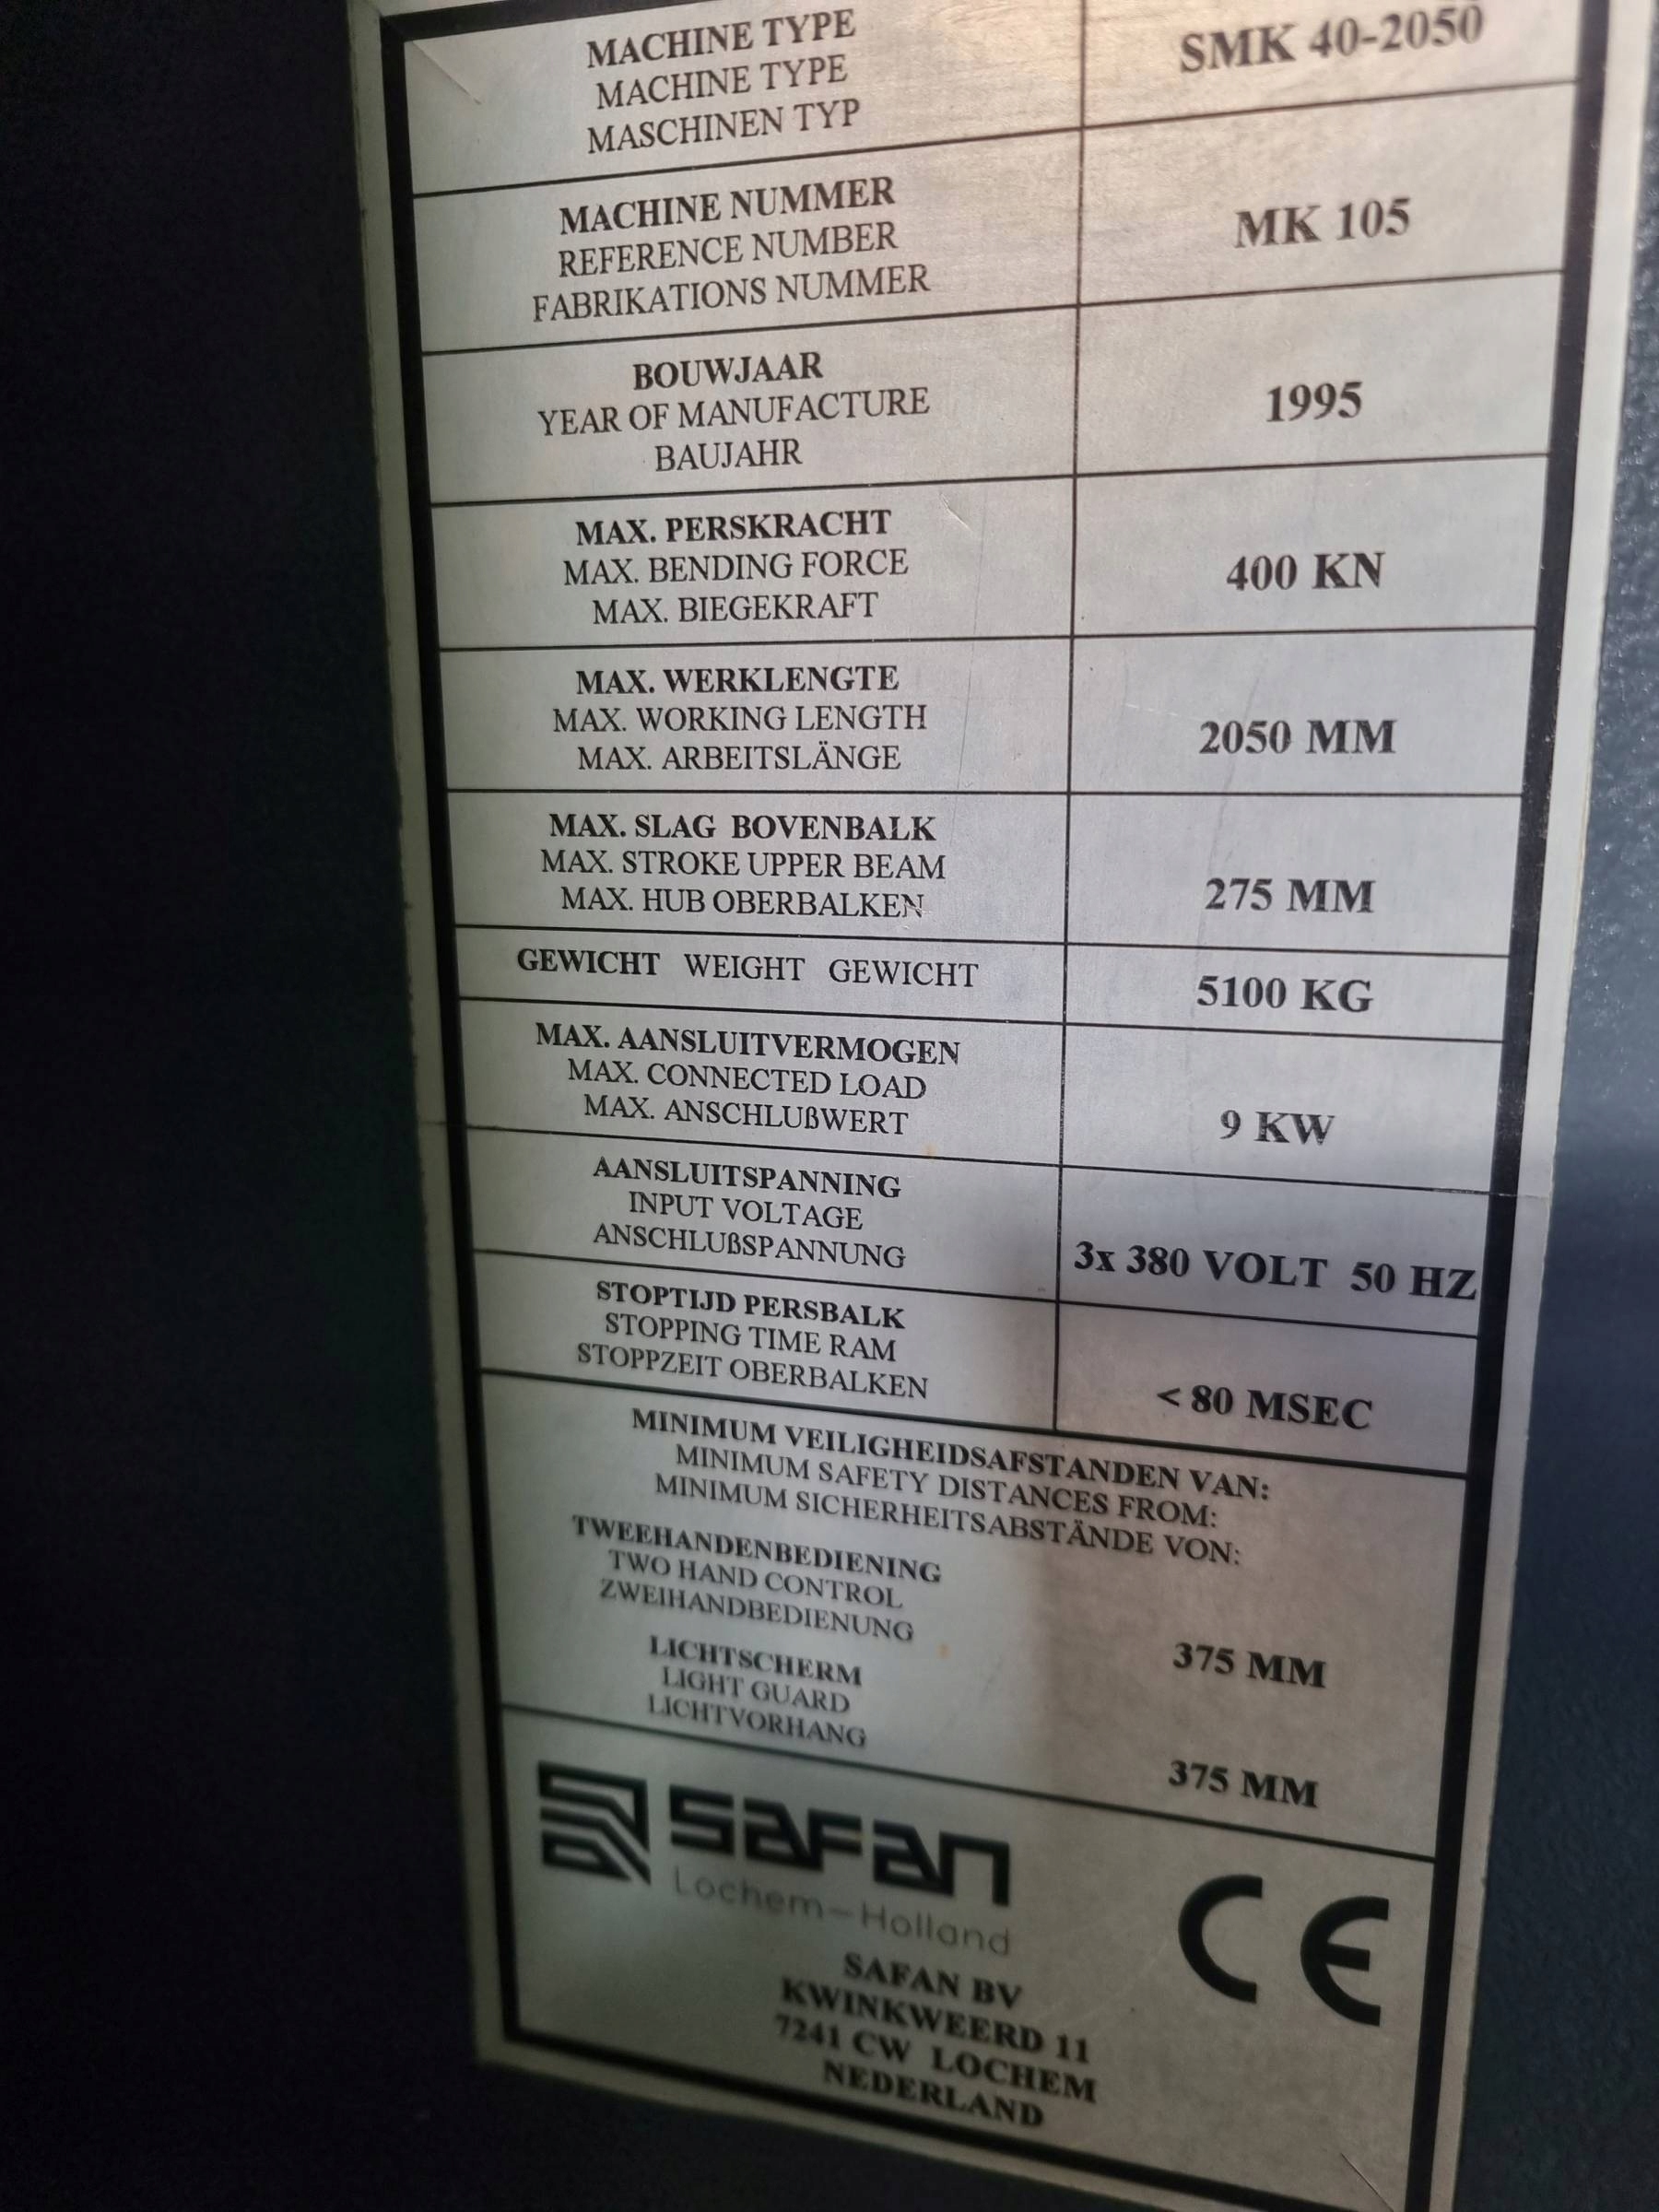 MACHINE TYPE
MACHINE TYPE
MASCHINEN TYP
SMK 40-2050
MACHINE NUMMER
REFERENCE NUMBER
FABRIKATIONS NUMMER
MK 105
BOUWJAAR
YEAR OF MANUFACTURE
BAUJAHR
1995
MAX. PERSKRACHT
MAX. BENDING FORCE
MAX. BIEGEKRAFT
400 KN
MAX. WERKLENGTE
MAX. WORKING LENGTH
MAX. ARBEITSLÄNGE
2050 MM
MAX. SLAG BOVENBALK
MAX. STROKE UPPER BEAM
MAX. HUB OBERBALKEN
275 MM
GEWICHT WEIGHT GEWICHT
5100 KG
MAX. AANSLUITVERMOGEN
MAX. CONNECTED LOAD
MAX. ANSCHLUßWERT
9 KW
AANSLUITSPANNING
INPUT VOLTAGE
ANSCHLUßSPANNUNG
3x 380 VOLT 50 HZ
STOPTIJD PERSBALK
STOPPING TIME RAM
STOPPZEIT OBERBALKEN
< 80 MSEC
MINIMUM VEILIGHEIDSAFSTANDEN VAN:
MINIMUM SAFETY DISTANCES FROM:
MINIMUM SICHERHEITSABSTÄNDE VON:
TWEEHANDENBEDIENING
TWO HAND CONTROL
ZWEIHANDBEDIENUNG
375 MM
LICHTSCHERM
LIGHT GUARD
LICHTVORHANG
375 MM
SAFAN
Lochem-Holland
CE
SAFAN BV
KWINKWEERD 11
7241 CW LOCHEM
NEDERLAND